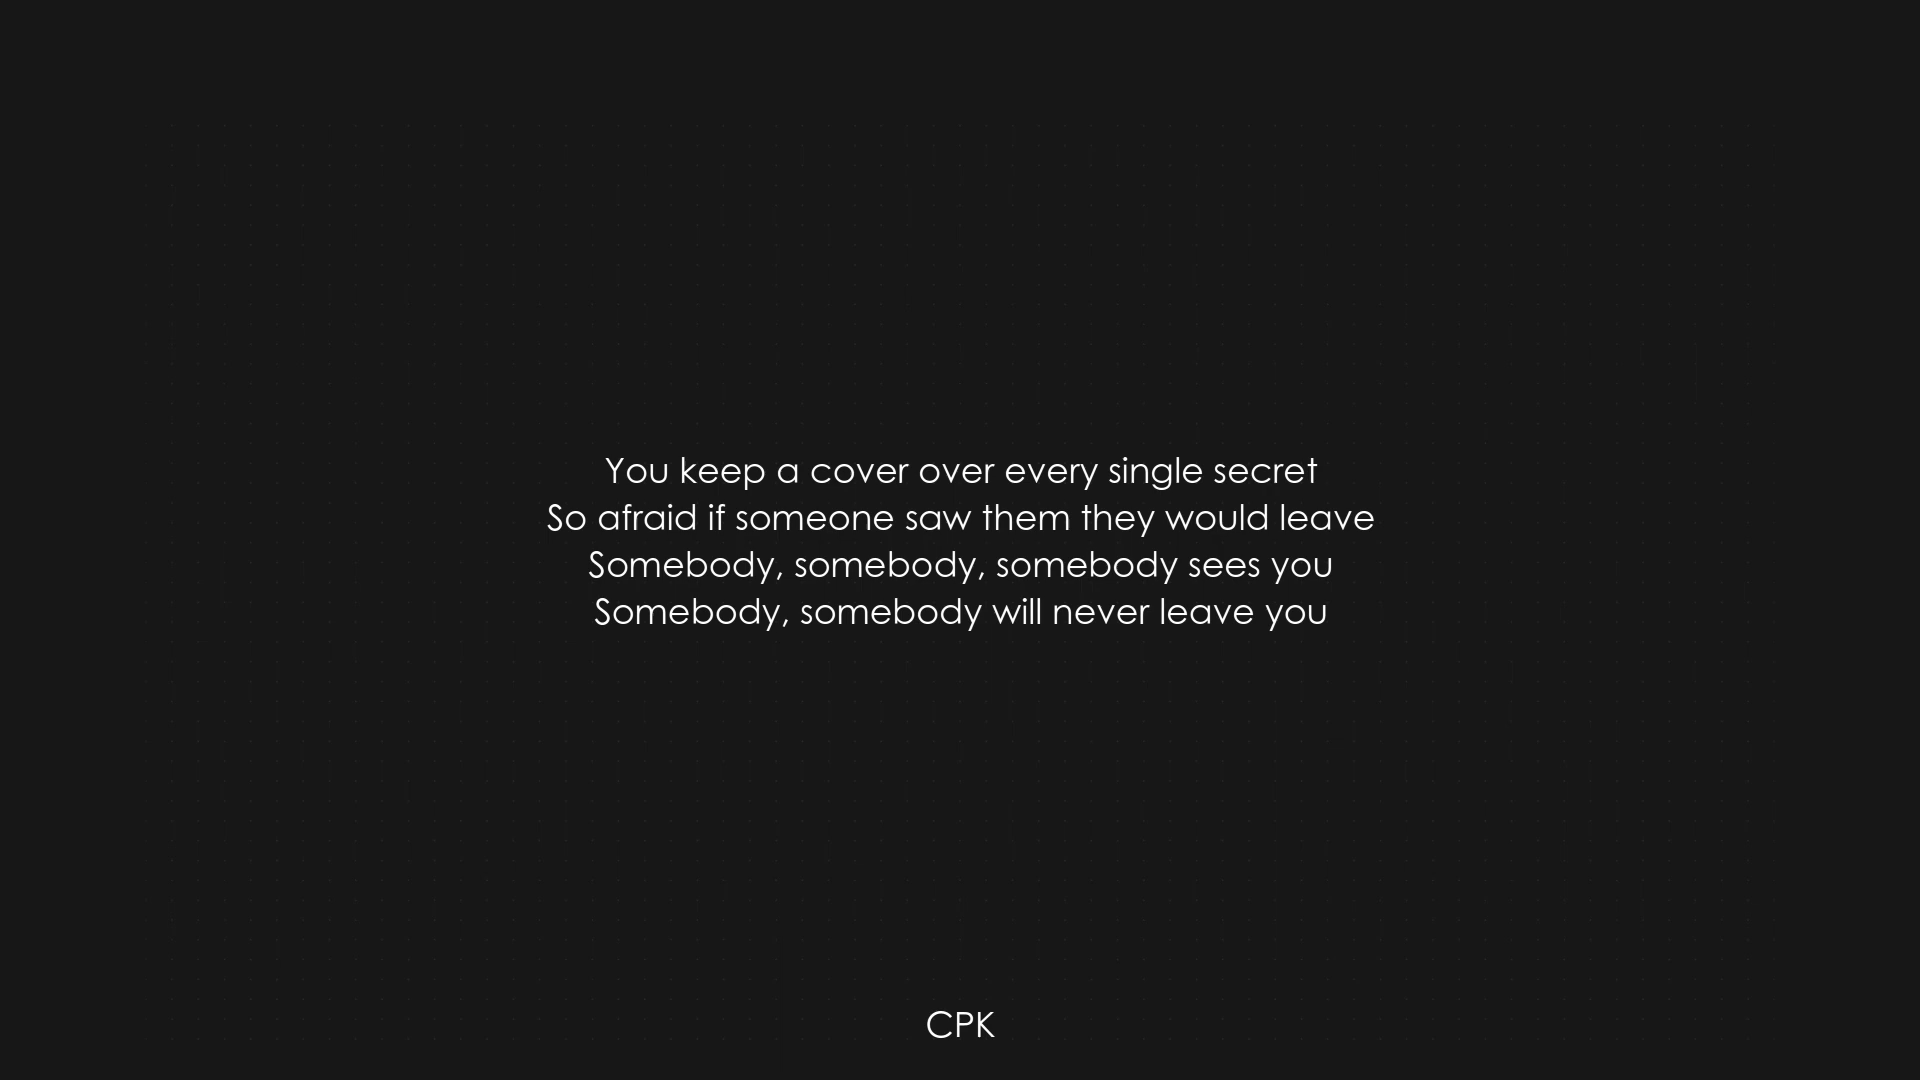 You keep a cover over every single secret
So afraid if someone saw them they would leave
Somebody, somebody, somebody sees you
Somebody, somebody will never leave you
CPK